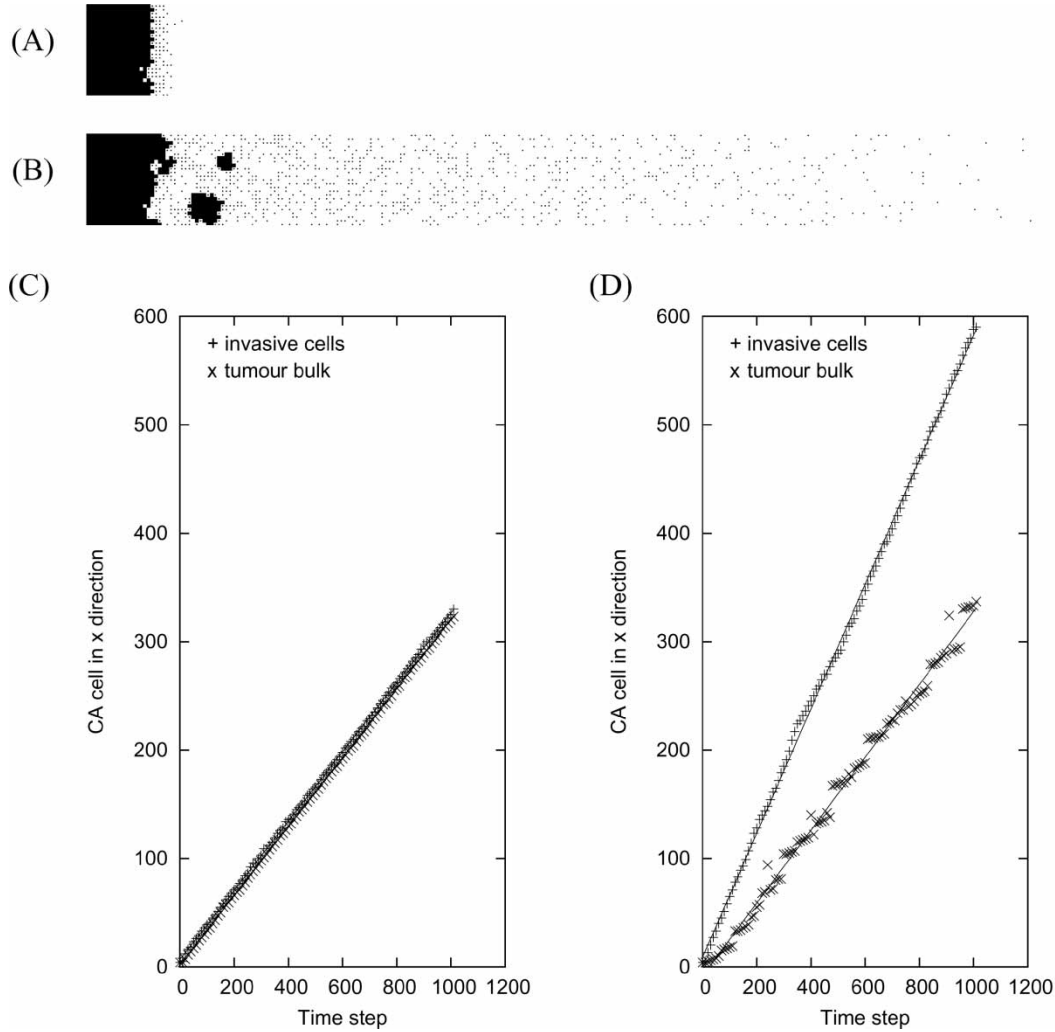 (A)
(B)
(C)
(D)
600
500
400
300
200
100
0
CA cell in x direction
+ invasive cells
x tumour bulk
0 200 400 600 800 1000 1200
Time step
600
500
400
300
200
100
0
CA cell in x direction
+ invasive cells
x tumour bulk
0 200 400 600 800 1000 1200
Time step